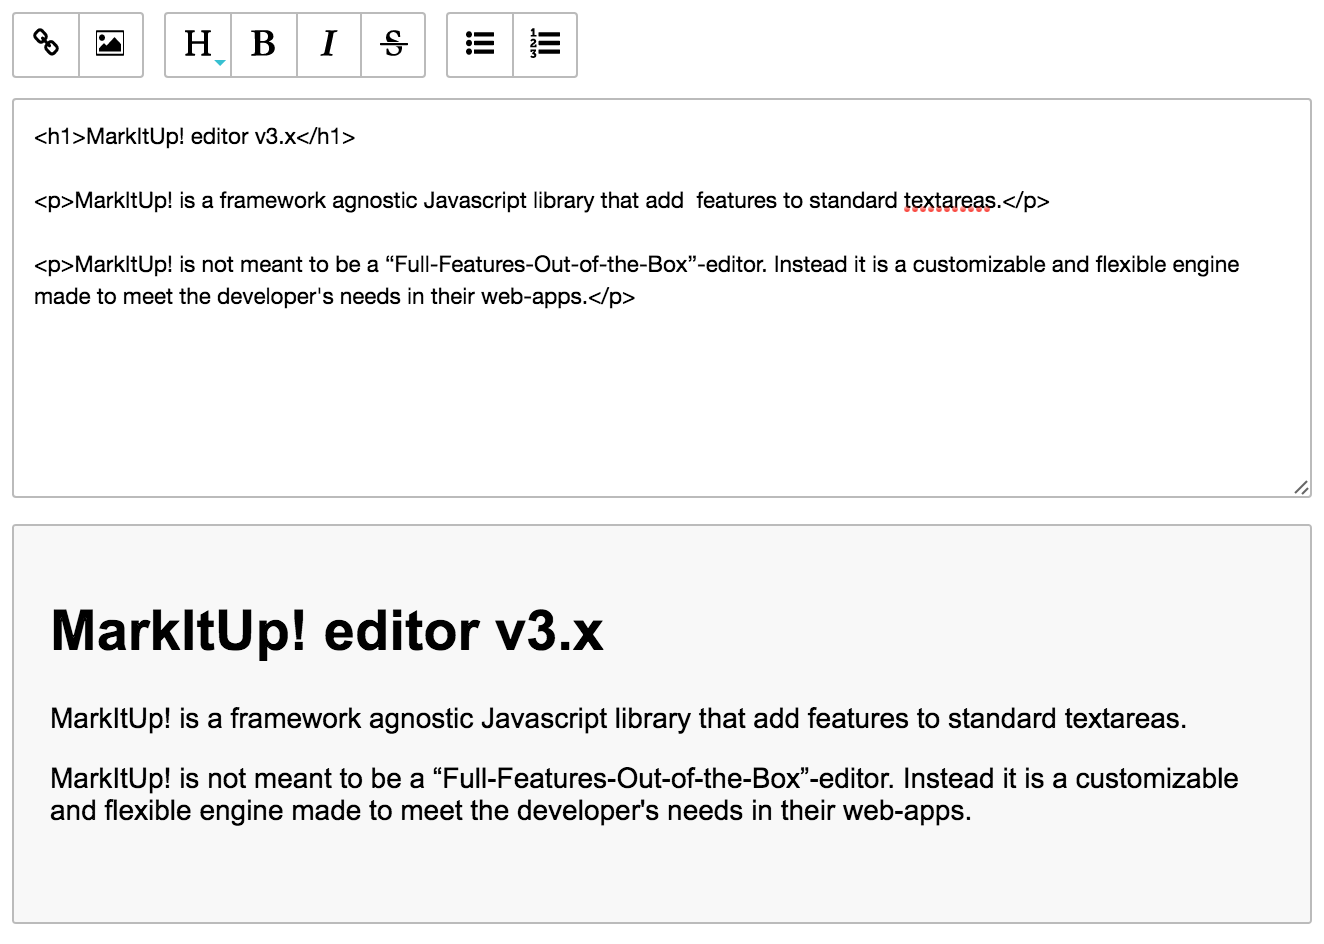 H B I S
1
2
3
<h1>MarkItUp! editor v3.x</h1>
<p>MarkItUp! is a framework agnostic Javascript library that add  features to standard textareas.</p>
<p>MarkItUp! is not meant to be a “Full-Features-Out-of-the-Box”-editor. Instead it is a customizable and flexible engine
made to meet the developer's needs in their web-apps.</p>
MarkItUp! editor v3.x
MarkItUp! is a framework agnostic Javascript library that add features to standard textareas.
MarkItUp! is not meant to be a “Full-Features-Out-of-the-Box”-editor. Instead it is a customizable
and flexible engine made to meet the developer's needs in their web-apps.